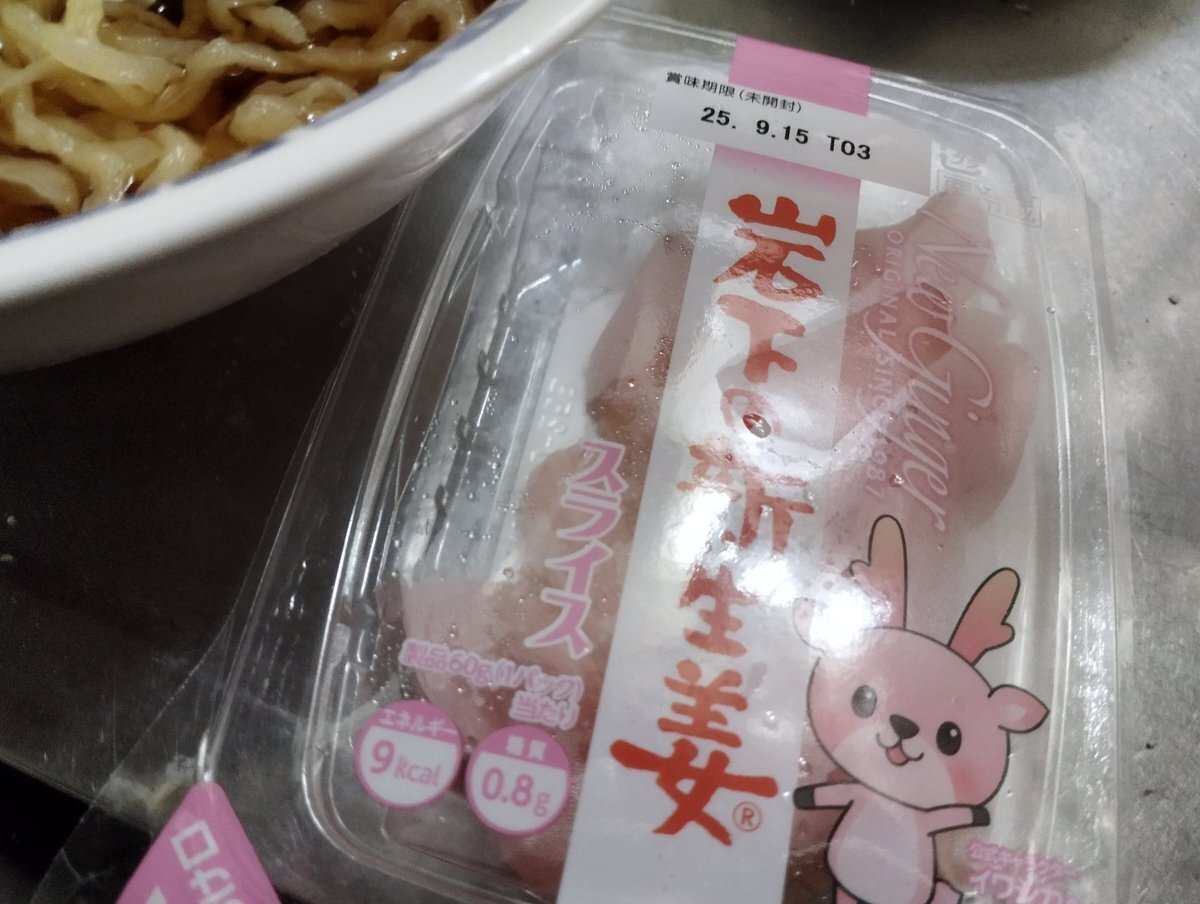 賞味期限(未開封)
25. 9.15 T03
岩下の新生姜®
New Ginger
ORIGINAL SINCE 1987
スライス
製品60g(1パック)
当たり
エネルギー
9kcal
糖質
0.8g